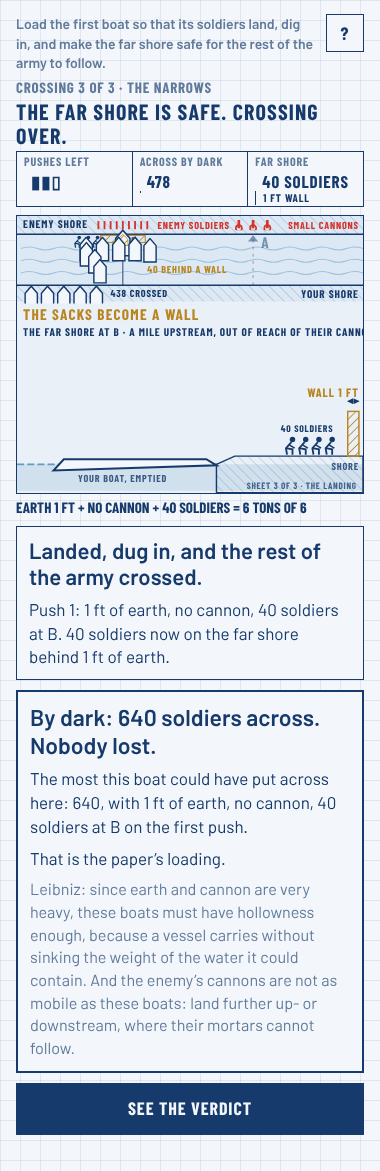 Load the first boat so that its soldiers land, dig
in, and make the far shore safe for the rest of the
army to follow.
?
CROSSING 3 OF 3 · THE NARROWS
THE FAR SHORE IS SAFE. CROSSING
OVER.
PUSHES LEFT
ACROSS BY DARK
478
FAR SHORE
40 SOLDIERS
1 FT WALL
ENEMY SHORE
ENEMY SOLDIERS
SMALL CANNONS
A
40 BEHIND A WALL
438 CROSSED
YOUR SHORE
THE SACKS BECOME A WALL
THE FAR SHORE AT B · A MILE UPSTREAM, OUT OF REACH OF THEIR CANN
WALL 1 FT
40 SOLDIERS
SHORE
YOUR BOAT, EMPTIED
SHEET 3 OF 3 · THE LANDING
EARTH 1 FT + NO CANNON + 40 SOLDIERS = 6 TONS OF 6
Landed, dug in, and the rest of
the army crossed.
Push 1: 1 ft of earth, no cannon, 40 soldiers
at B. 40 soldiers now on the far shore
behind 1 ft of earth.
By dark: 640 soldiers across.
Nobody lost.
The most this boat could have put across
here: 640, with 1 ft of earth, no cannon, 40
soldiers at B on the first push.
That is the paper's loading.
Leibniz: since earth and cannon are very
heavy, these boats must have hollowness
enough, because a vessel carries without
sinking the weight of the water it could
contain. And the enemy's cannons are not as
mobile as these boats: land further up- or
downstream, where their mortars cannot
follow.
SEE THE VERDICT